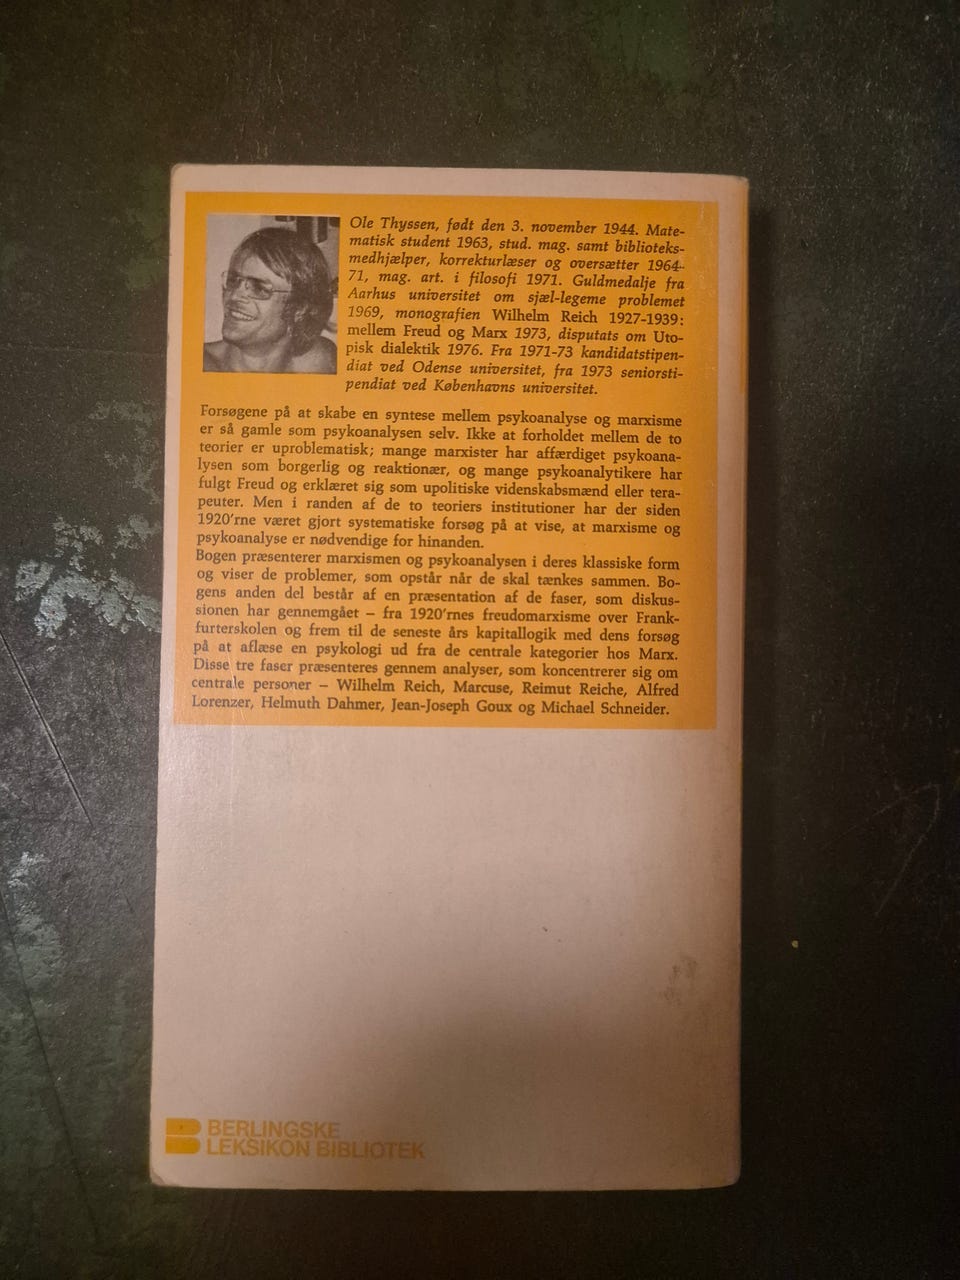 Ole Thyssen, født den 3. november 1944. Mate-
matisk student 1963, stud. mag. samt biblioteks-
medhjælper, korrekturlæser og oversætter 1964-
71, mag. art. i filosofi 1971. Guldmedalje fra
Aarhus universitet om sjæl-legeme problemet
1969, monografien Wilhelm Reich 1927-1939:
mellem Freud og Marx 1973, disputats om Uto-
pisk dialektik 1976. Fra 1971-73 kandidatstipen-
diat ved Odense universitet, fra 1973 seniorsti-
pendiat ved Københavns universitet.
Forsøgene på at skabe en syntese mellem psykoanalyse og marxisme
er så gamle som psykoanalysen selv. Ikke at forholdet mellem de to
teorier er uproblematisk; mange marxister har affærdiget psykoana-
lysen som borgerlig og reaktionær, og mange psykoanalytikere har
fulgt Freud og erklæret sig som upolitiske videnskabsmænd eller tera-
peuter. Men i randen af de to teoriers institutioner har der siden
1920'rne været gjort systematiske forsøg på at vise, at marxisme og
psykoanalyse er nødvendige for hinanden.
Bogen præsenterer marxismen og psykoanalysen i deres klassiske form
og viser de problemer, som opstår når de skal tænkes sammen. Bo-
gens anden del består af en præsentation af de faser, som diskus-
sionen har gennemgået – fra 1920'rnes freudomarxisme over Frank-
furterskolen og frem til de seneste års kapitallogik med dens forsøg
på at aflæse en psykologi ud fra de centrale kategorier hos Marx.
Disse tre faser præsenteres gennem analyser, som koncentrerer sig om
centrale personer – Wilhelm Reich, Marcuse, Reimut Reiche, Alfred
Lorenzer, Helmuth Dahmer, Jean-Joseph Goux og Michael Schneider.
BERLINGSKE
LEKSIKON BIBLIOTEK